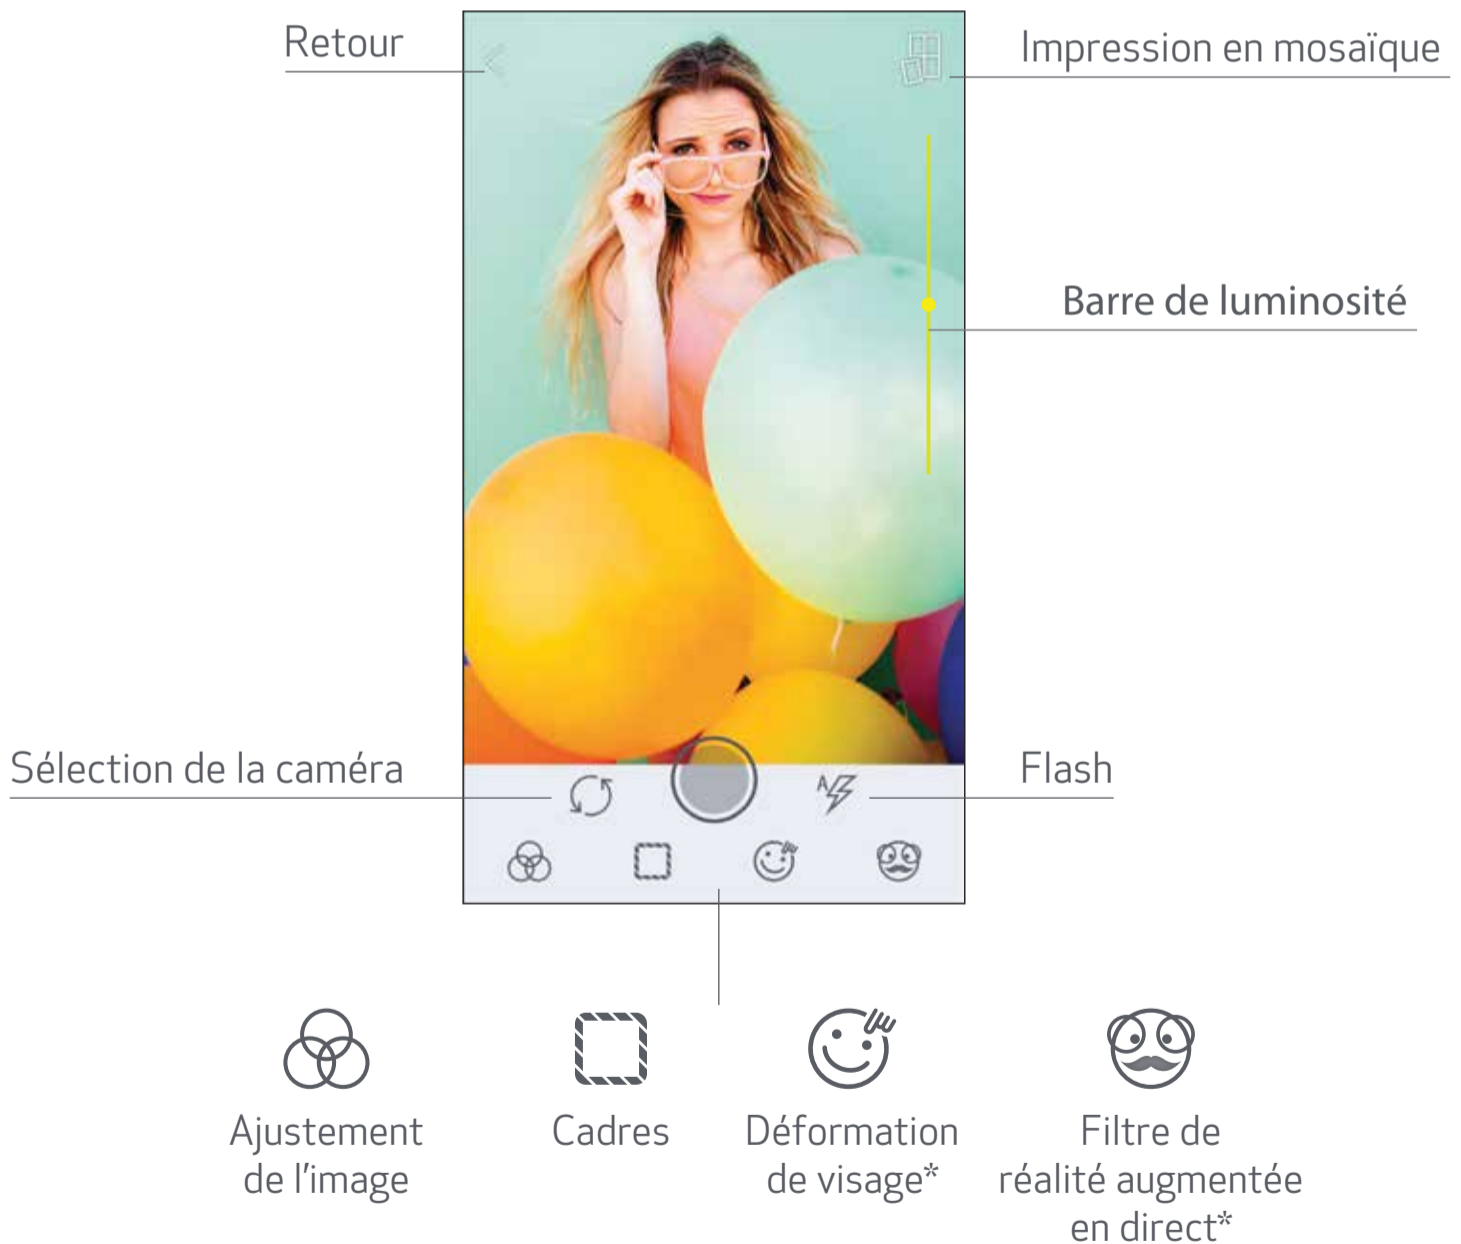 Retour
Impression en mosaïque
Barre de luminosité
Sélection de la caméra
Flash
A
Ajustement
de l'image
Cadres
Déformation
de visage*
Filtre de
réalité augmentée
en direct*